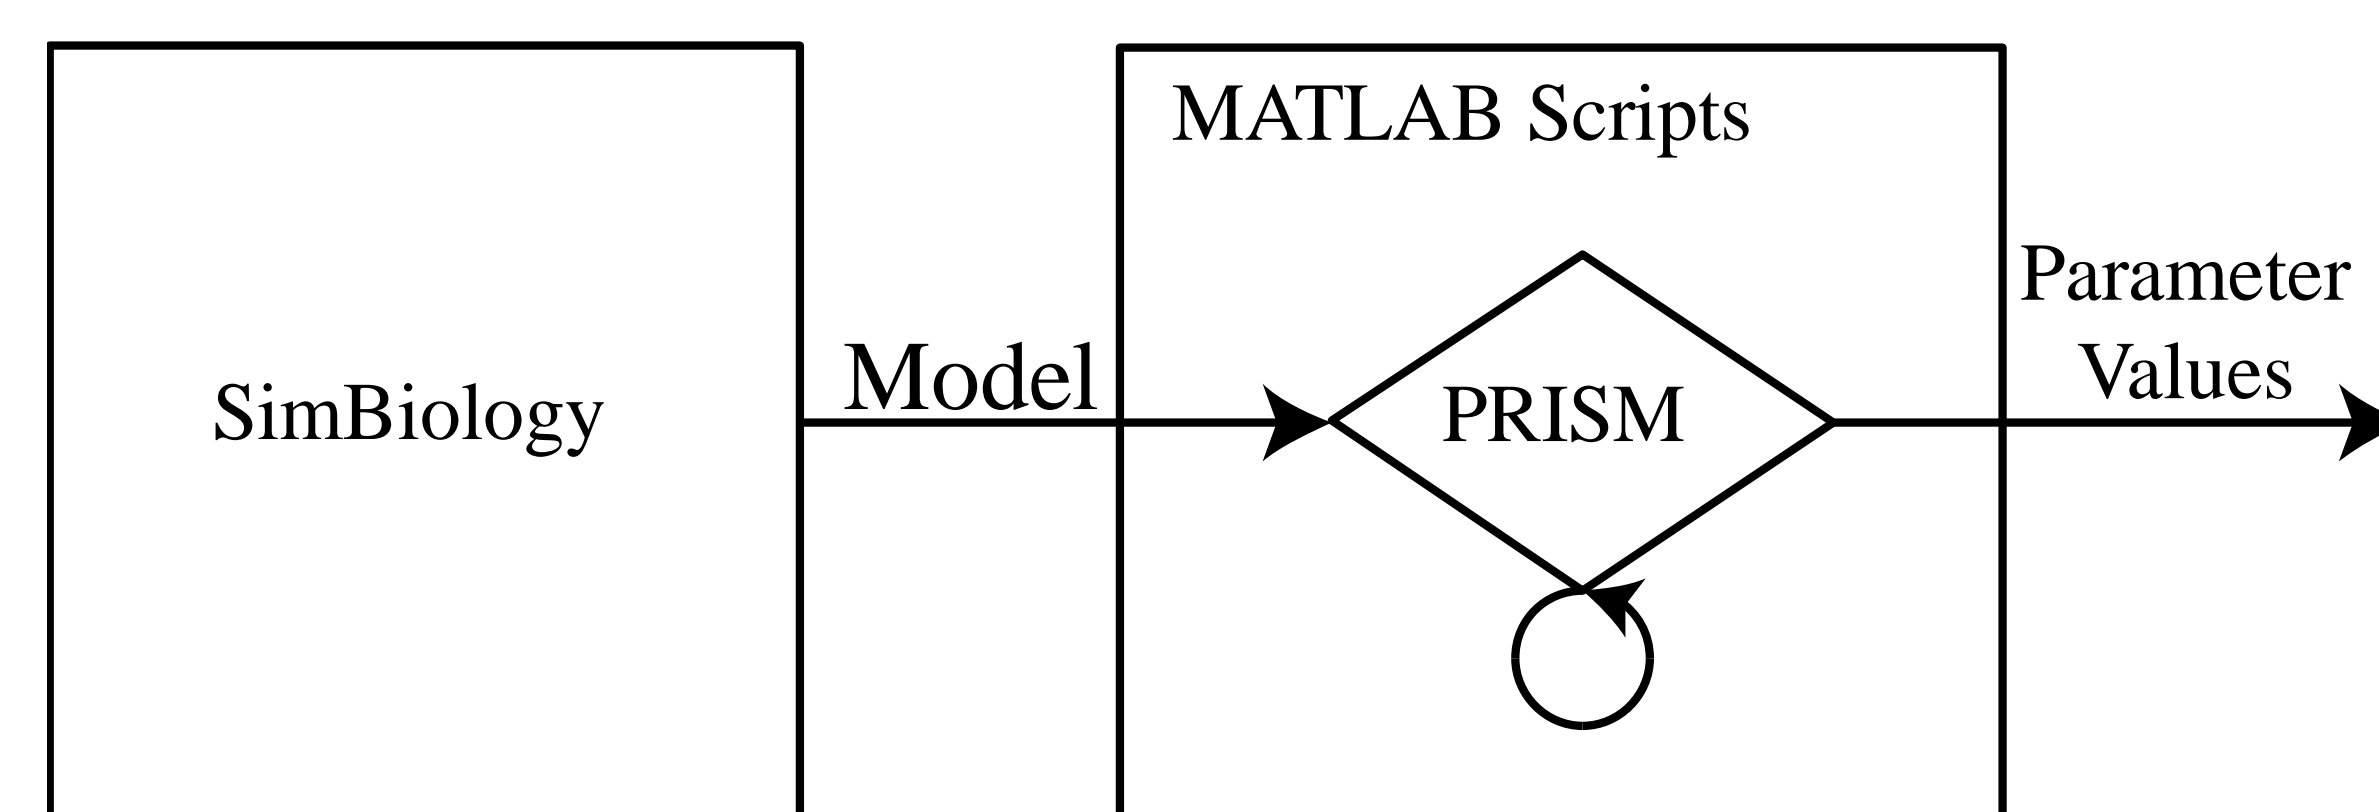 MATLAB Scripts
SimBiology
Model
PRISM
Parameter
Values